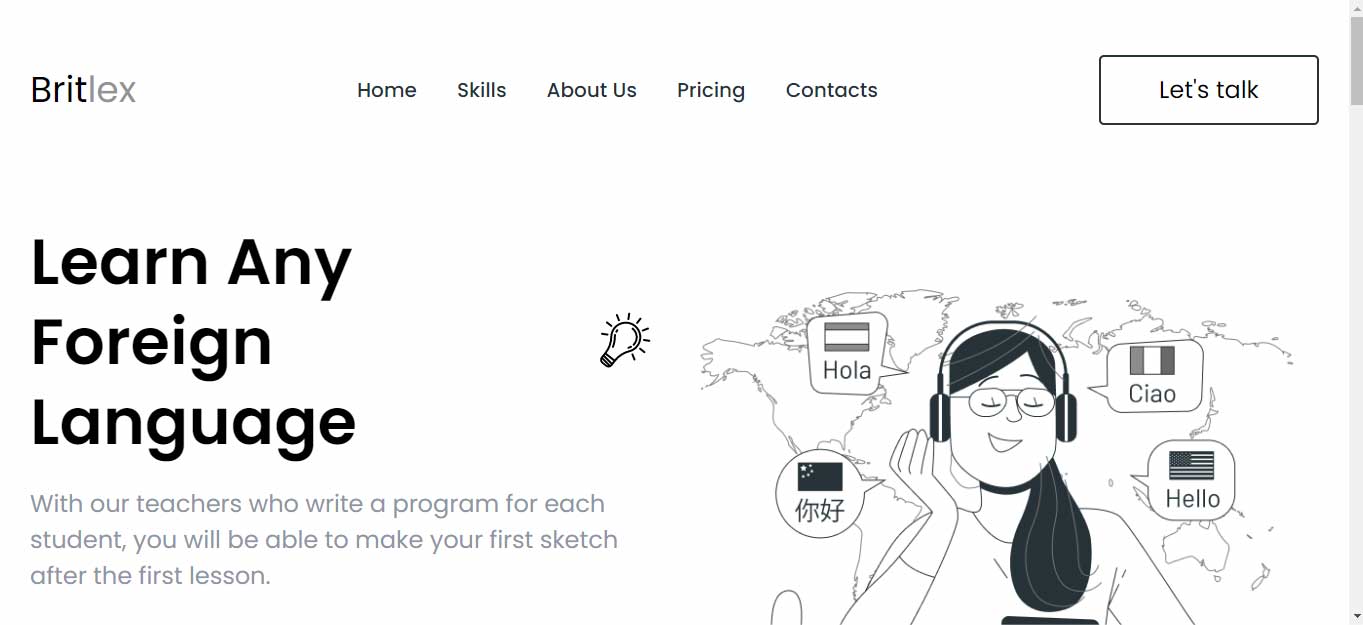 Britlex
Home Skills About Us Pricing Contacts
Let's talk
Learn Any
Foreign
Language
With our teachers who write a program for each
student, you will be able to make your first sketch
after the first lesson.
Hola
Ciao
你好
Hello